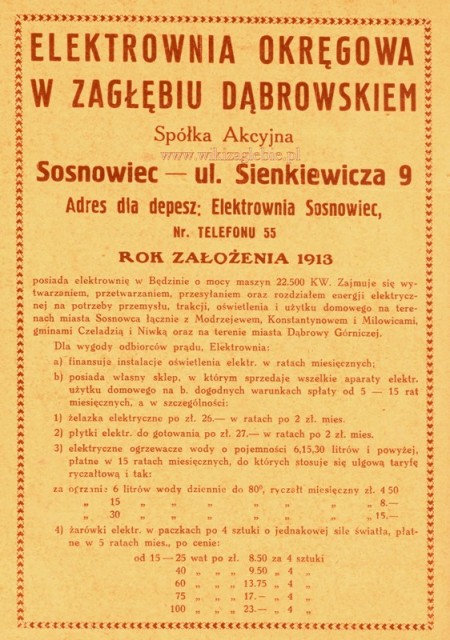 ELEKTROWNIA OKRĘGOWA
W ZAGŁĘBIU DĄBROWSKIEM
Spółka Akcyjna
www.wikizaglebie.pl
Sosnowiec — ul. Sienkiewicza 9
Adres dla depesz: Elektrownia Sosnowiec,
Nr. TELEFONU 55
ROK ZAŁOŻENIA 1913
posiada elektrownię w Będzinie o mocy maszyn 22.500 KW. Zajmuje się wy-
twarzaniem, przetwarzaniem, przesyłaniem oraz rozdziałem energji elektrycz-
nej na potrzeby przemysłu, trakcji, oświetlenia i użytku domowego na tere-
nach miasta Sosnowca łącznie z Modrzejewem, Konstantynowem i Milowicami,
gminami Czeladzią i Niwką oraz na terenie miasta Dąbrowy Górniczej.
Dla wygody odbiorców prądu, Elektrownia:
a) finansuje instalacje oświetlenia elektr. w ratach miesięcznych;
b) posiada własny sklep, w którym sprzedaje wszelkie aparaty elektr.
użytku domowego na b. dogodnych warunkach spłaty od 5 — 15 rat
miesięcznych, a w szczególności:
1) żelazka elektryczne po zł. 26.— w ratach po 2 zł. mies.
2) płytki elektr. do gotowania po zł. 27.— w ratach po 2 zł. mies.
3) elektryczne ogrzewacze wody o pojemności 6,15,30 litrów i powyżej,
płatne w 15 ratach miesięcznych, do których stosuje się ulgową taryfę
ryczałtową i tak:
za ogrzanie 6 litrów wody dziennie do 80⁰, ryczałt miesięczny zł. 4 50
„ 15 „ „ „ „ „ „ „ 8.—
„ 30 „ „ „ „ „ „ „ 15.—
4) żarówki elektr. w paczkach po 4 sztuki o jednakowej sile światła, płat-
ne w 5 ratach mies., po cenie:
od 15 — 25 wat po zł. 8.50 za 4 sztuki
40 „ „ „ 9.50 „ 4 „
60 „ „ „ 13.75 „ 4 „
75 „ „ „ 17.— „ 4 „
100 „ „ „ 23.— „ 4 „